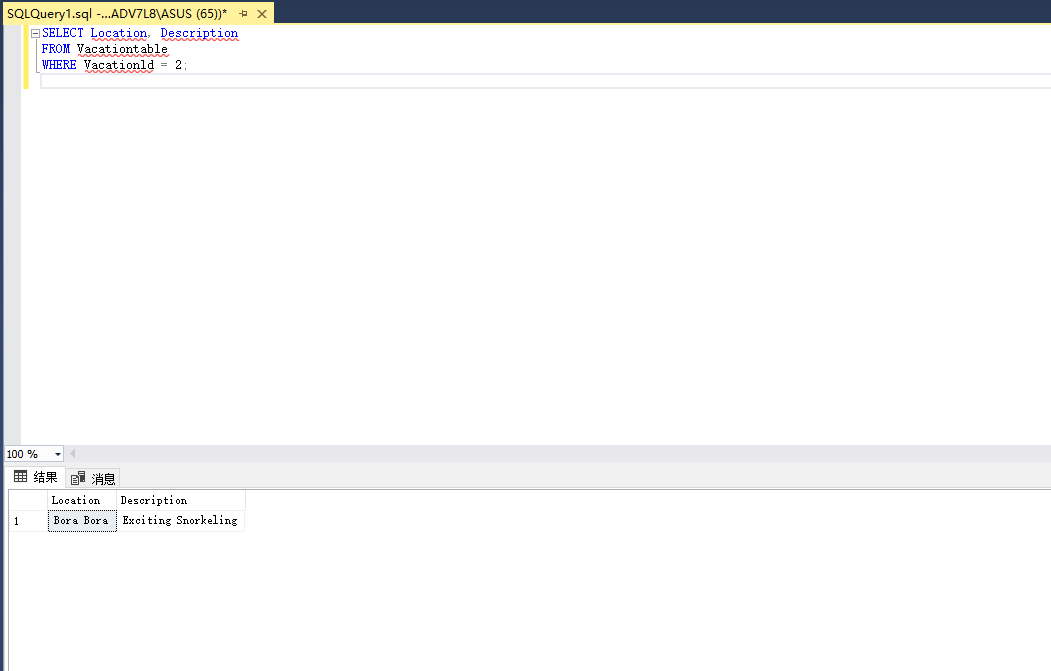 SQLQuery1.sql -...ADV7L8\ASUS (65))*
SELECT Location, Description
FROM Vacationtable
WHERE VacationId = 2;
100 %
结果 消息
Location Description
1 Bora Bora Exciting Snorkeling